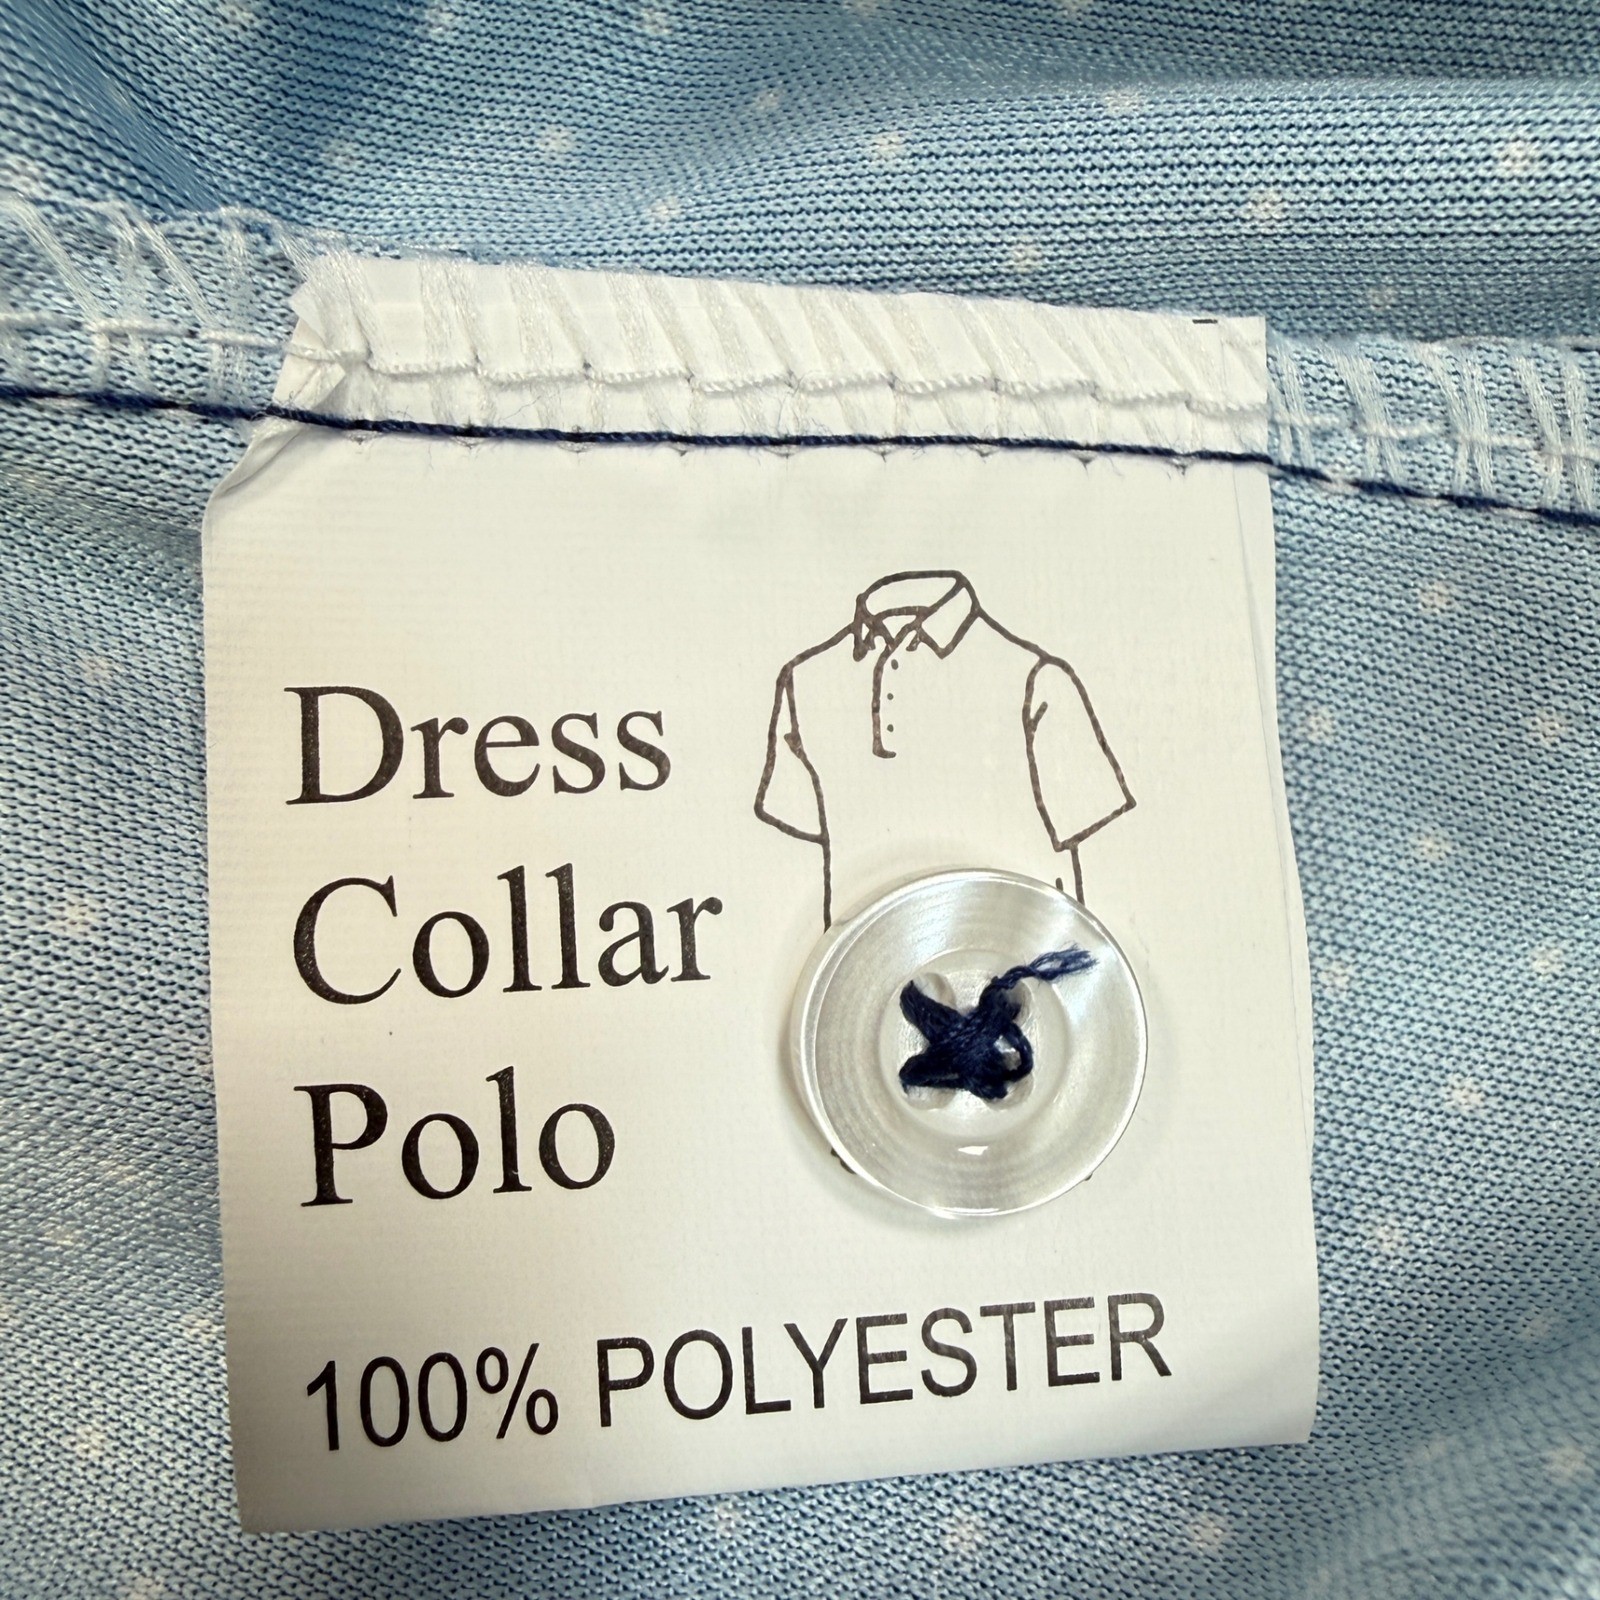 Dress
Collar
Polo
100% POLYESTER